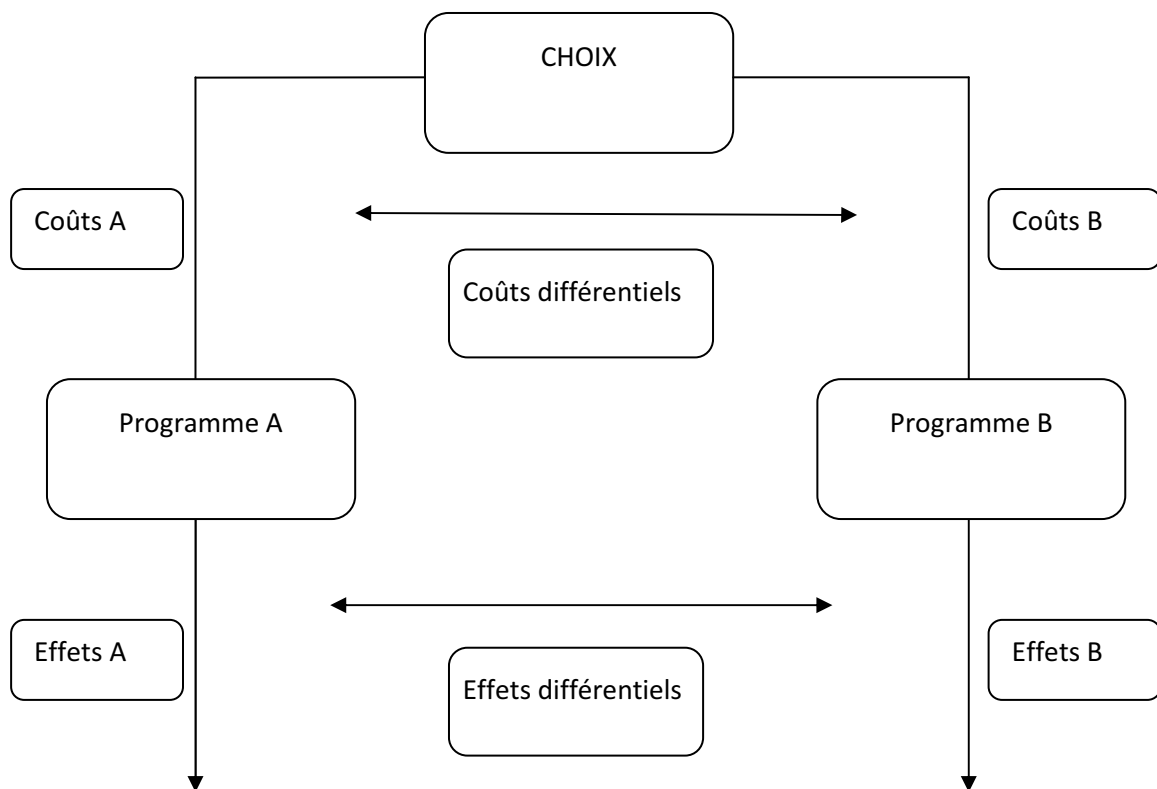 CHOIX
Coûts A
Coûts B
Coûts différentiels
Programme A
Programme B
Effets A
Effets B
Effets différentiels